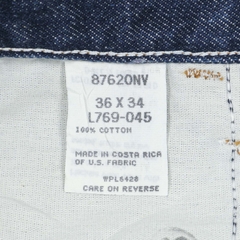 87620NV
36 X 34
L769-045
100% COTTON
MADE IN COSTA RICA
OF U.S. FABRIC
WPL6420
CARE ON REVERSE